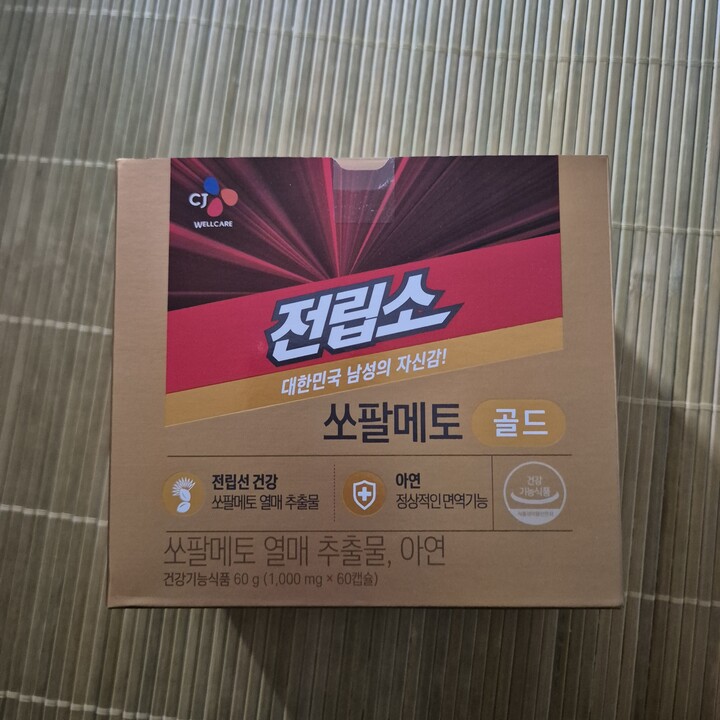 CJ
WELLCARE
전립소
대한민국 남성의 자신감!
쏘팔메토 골드
전립선 건강
쏘팔메토 열매 추출물
아연
정상적인 면역기능
건강
기능식품
쏘팔메토 열매 추출물, 아연
건강기능식품 60 g (1,000 mg × 60캡슐)